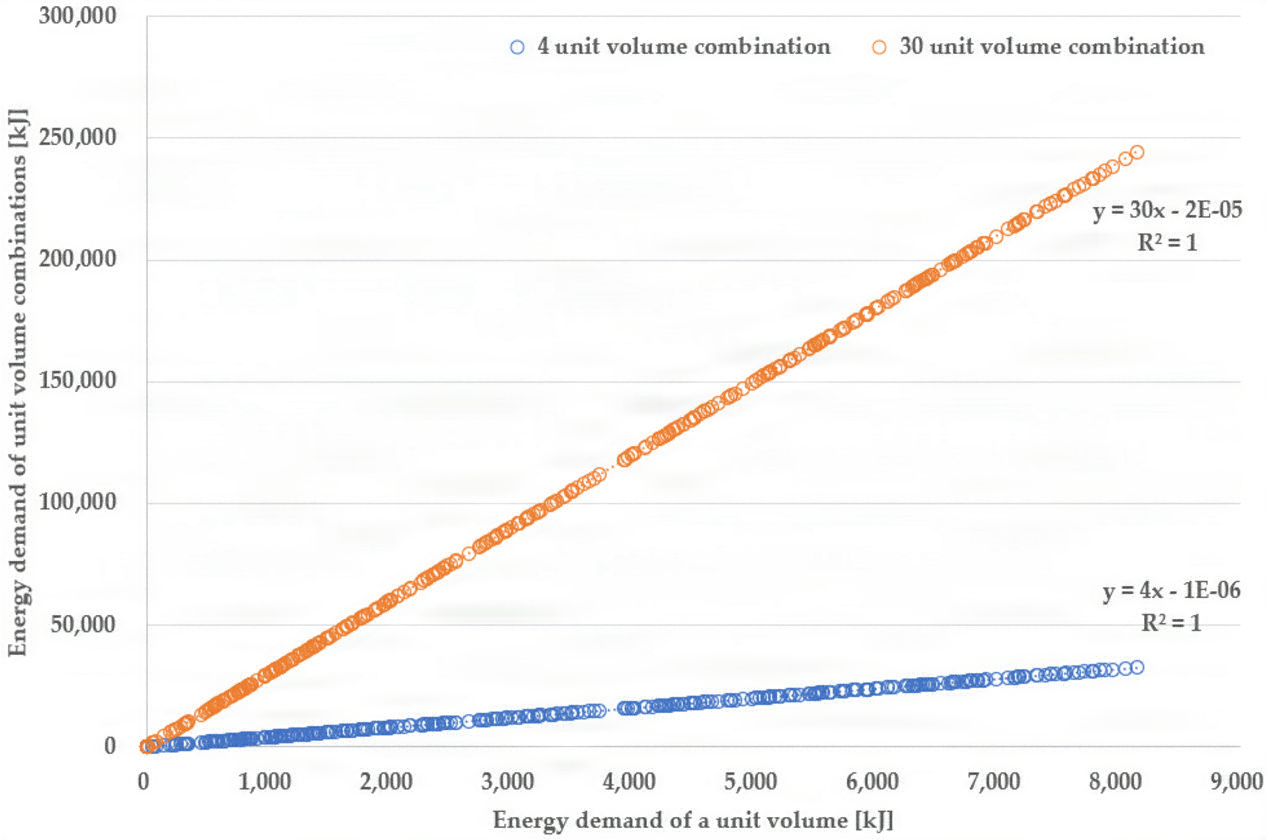 300,000
4 unit volume combination
30 unit volume combination
250,000
y = 30x - 2E-05
R² = 1
200,000
150,000
100,000
y = 4x - 1E-06
R² = 1
50,000
0
0 1,000 2,000 3,000 4,000 5,000 6,000 7,000 8,000 9,000
Energy demand of a unit volume [kJ]
Energy demand of unit volume combinations [kJ]